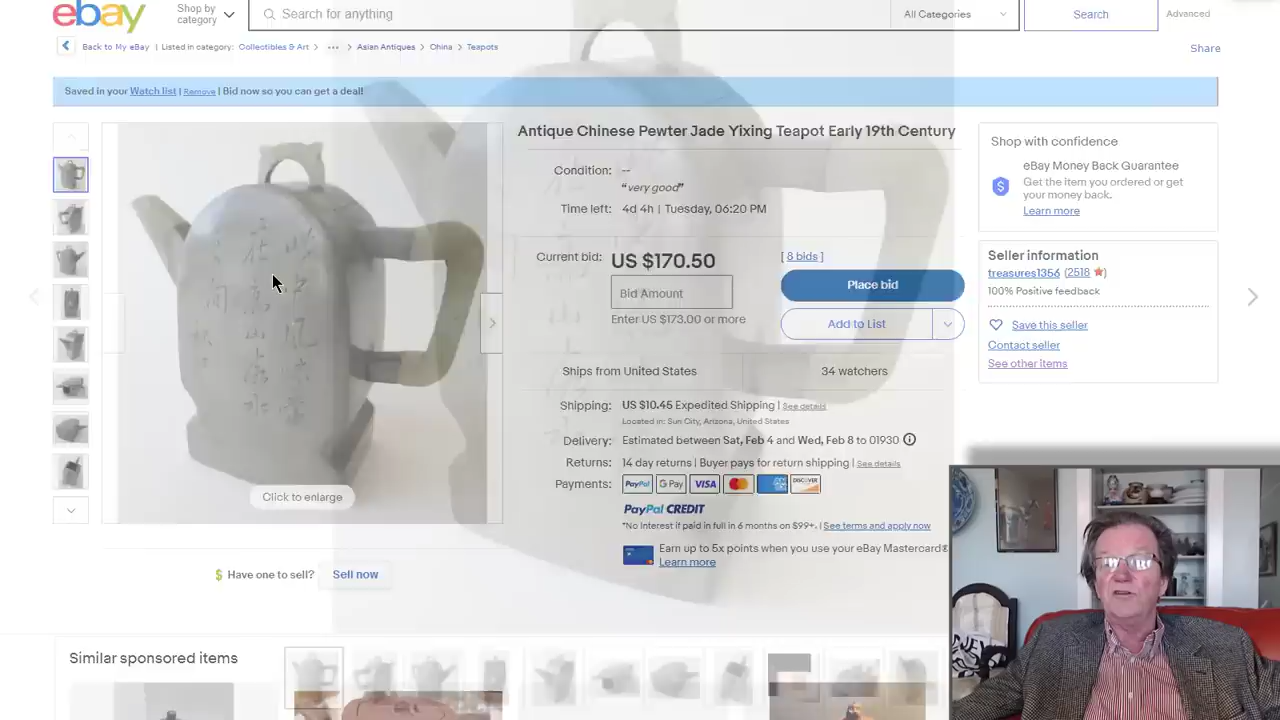 ebay
Shop by category
Search for anything
All Categories
Search
Advanced
Back to My eBay | Listed in category: Collectibles & Art > ... > Asian Antiques > China > Teapots
Share
Saved in your Watch list | Remove | Bid now so you can get a deal!
Antique Chinese Pewter Jade Yixing Teapot Early 19th Century
Condition: --
"very good"
Time left: 4d 4h | Tuesday, 06:20 PM
Current bid: US $170.50 [ 8 bids ]
Bid Amount
Place bid
Enter US $173.00 or more
Add to List
Ships from United States
34 watchers
Shipping: US $10.45 Expedited Shipping | See details
Located in: Sun City, Arizona, United States
Delivery: Estimated between Sat, Feb 4 and Wed, Feb 8 to 01930
Returns: 14 day returns | Buyer pays for return shipping | See details
Payments: PayPal G Pay VISA
DISCOVER
PayPal CREDIT
*No Interest if paid in full in 6 months on $99+. | See terms and apply now
Earn up to 5x points when you use your eBay Mastercard®
Learn more
Click to enlarge
$ Have one to sell? Sell now
Shop with confidence
eBay Money Back Guarantee
Get the item you ordered or get your money back.
Learn more
Seller information
treasures1356 (2518)
100% Positive feedback
Save this seller
Contact seller
See other items
Similar sponsored items